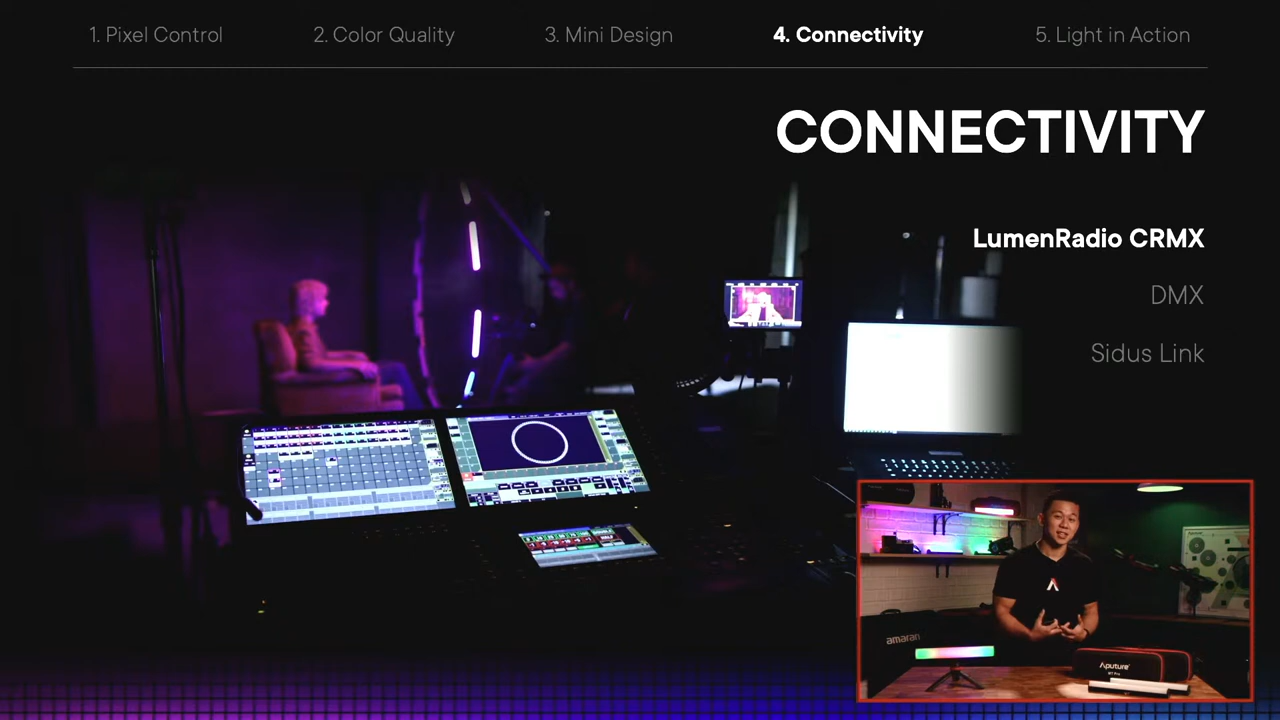 1. Pixel Control
2. Color Quality
3. Mini Design
4. Connectivity
5. Light in Action
CONNECTIVITY
LumenRadio CRMX
DMX
Sidus Link
amaran
Aputure